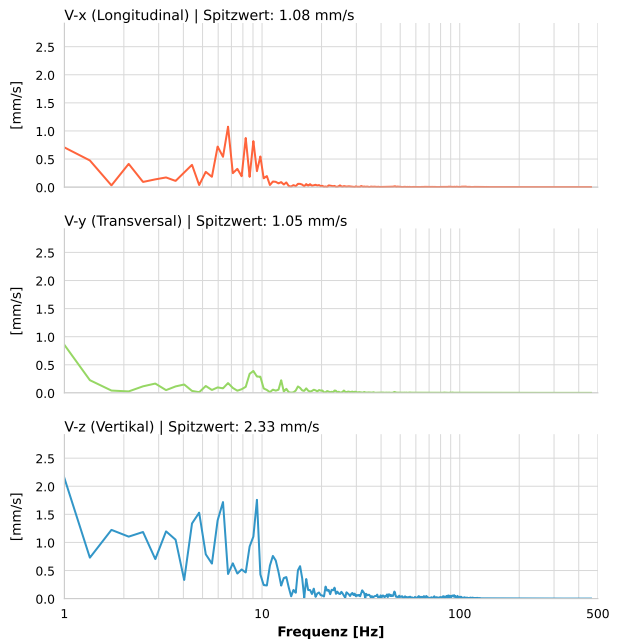 V-x (Longitudinal) | Spitzwert: 1.08 mm/s
2.5
2.0
1.5
1.0
0.5
0.0
[mm/s]
V-y (Transversal) | Spitzwert: 1.05 mm/s
2.5
2.0
1.5
1.0
0.5
0.0
[mm/s]
V-z (Vertikal) | Spitzwert: 2.33 mm/s
2.5
2.0
1.5
1.0
0.5
0.0
[mm/s]
1 10 100 500
Frequenz [Hz]